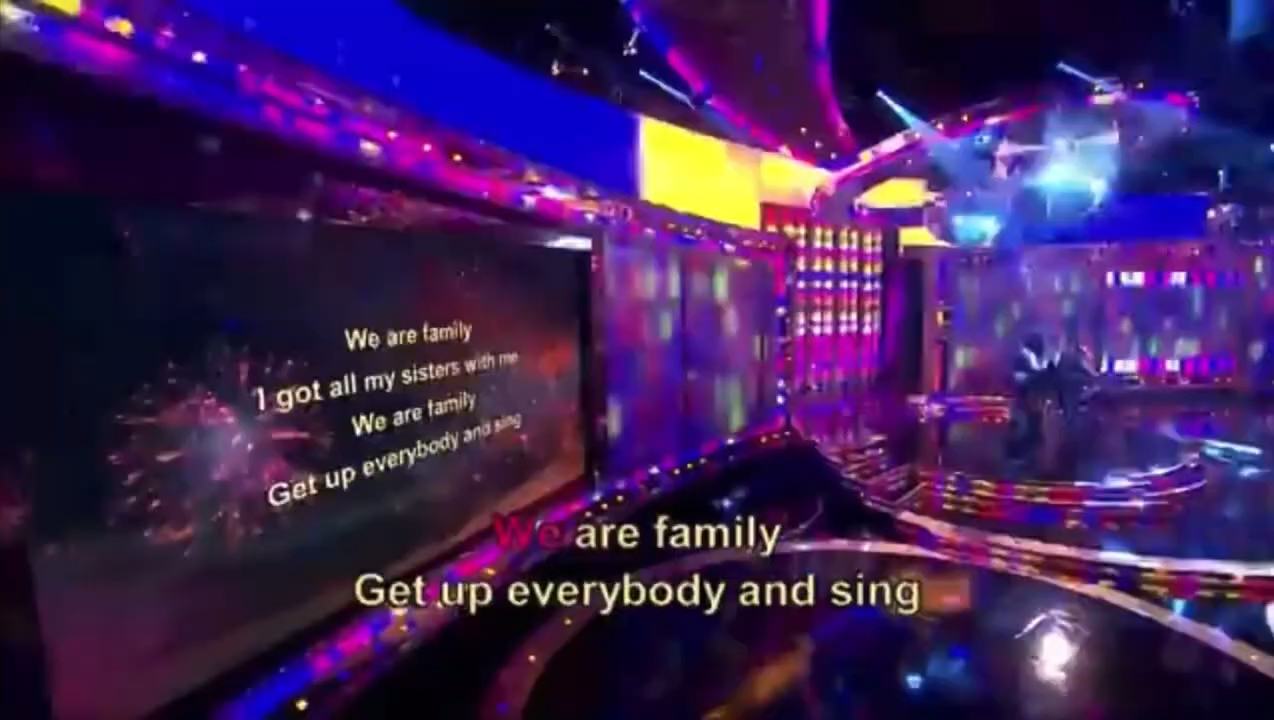 We are family
I got all my sisters with me
We are family
Get up everybody and sing
We are family
Get up everybody and sing